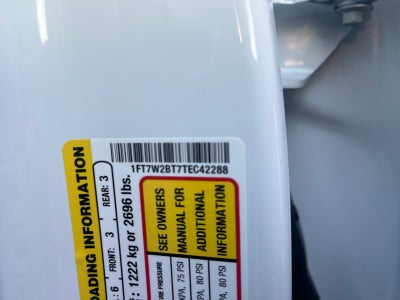 1FT7W2BT7TEC42288
LOADING INFORMATION
: 6 FRONT: 3 REAR: 3
: 1222 kg or 2696 lbs.
SEE OWNERS
MANUAL FOR
ADDITIONAL
INFORMATION
PRESSURE
75 PSI
80 PSI
80 PSI